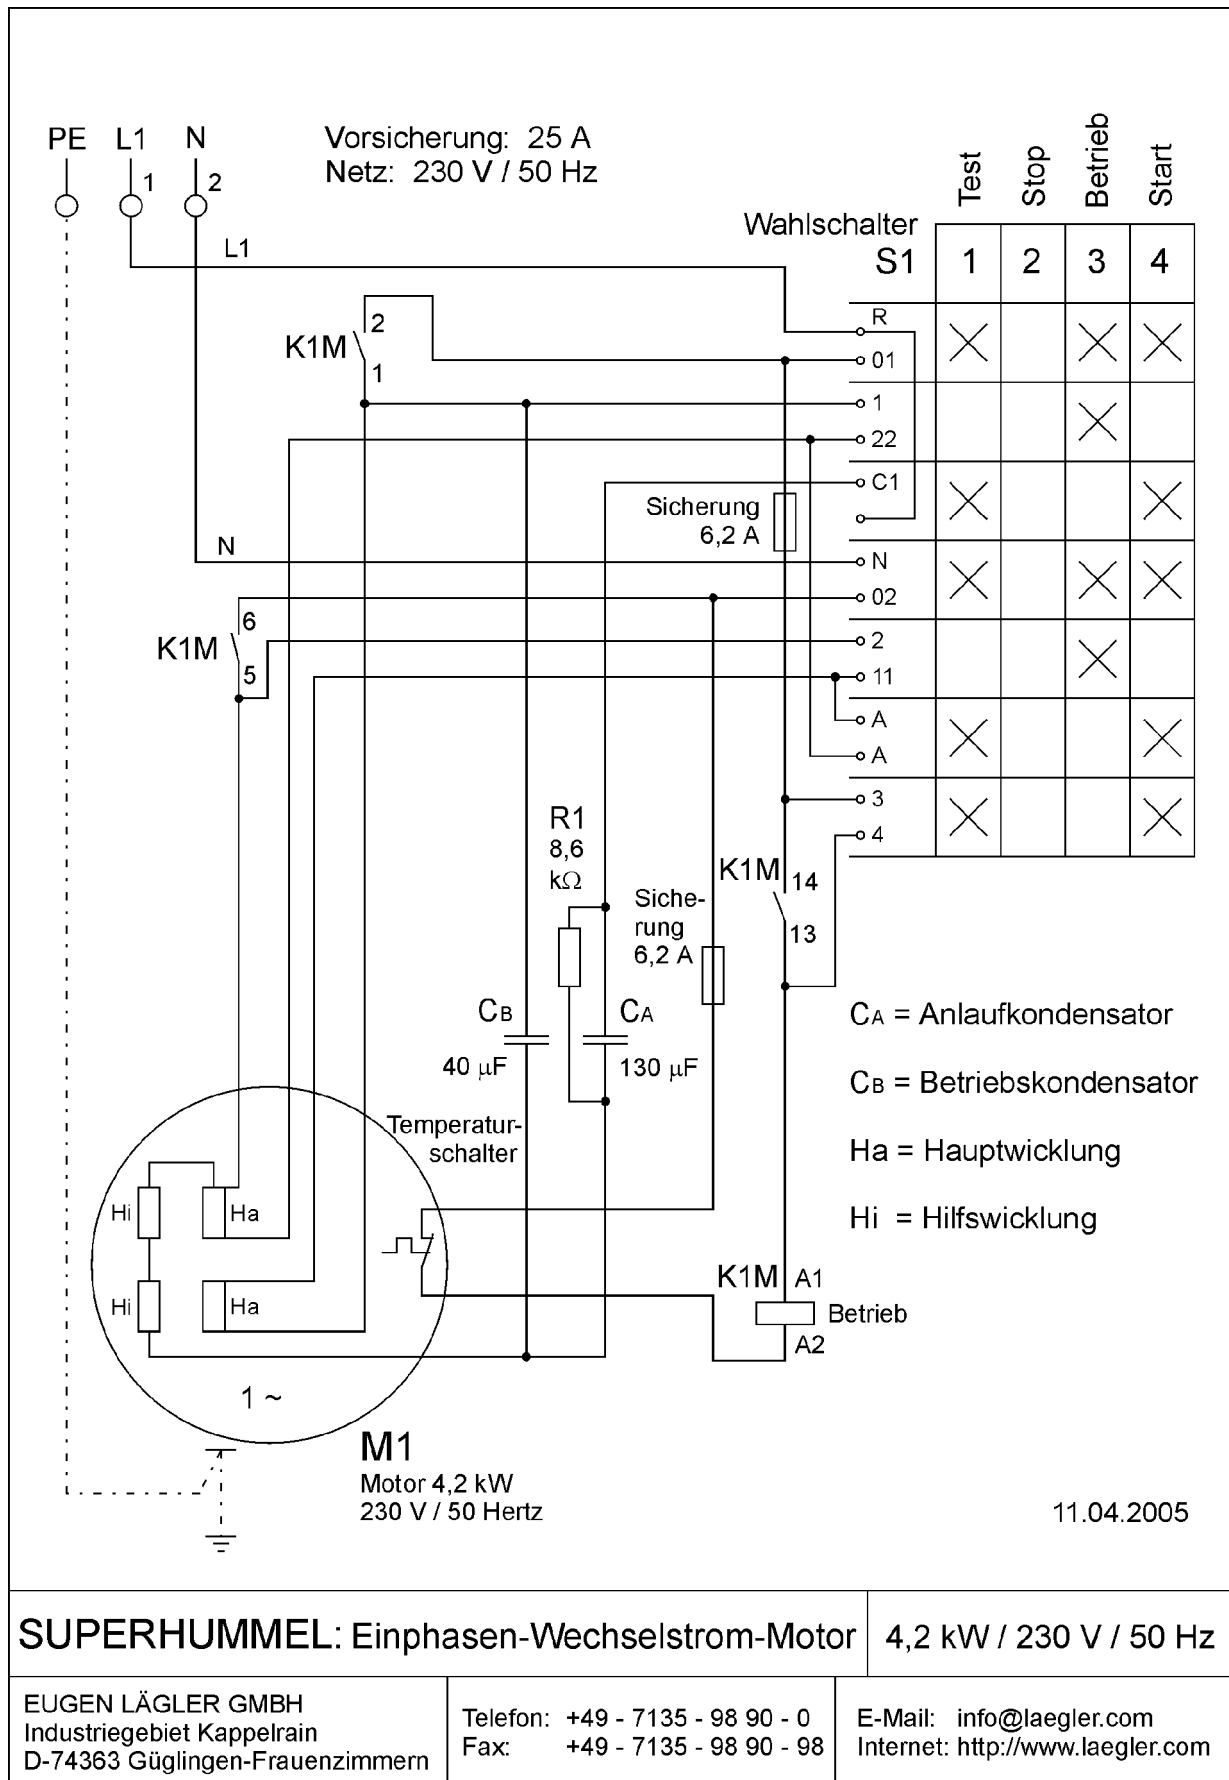 PE L1 N
Vorsicherung: 25 A
Netz: 230 V / 50 Hz
1 2
L1
Wahlschalter
S1
Test Stop Betrieb Start
1 2 3 4
R
01
1
22
C1
N
02
2
11
A
A
3
4
K1M
2
1
Sicherung
6,2 A
N
K1M
6
5
R1
8,6
kΩ
K1M
14
13
Siche-
rung
6,2 A
CB
40 µF
CA
130 µF
CA = Anlaufkondensator
CB = Betriebskondensator
Ha = Hauptwicklung
Hi = Hilfswicklung
Temperatur-
schalter
Hi Ha
Hi Ha
K1M A1
Betrieb
A2
1 ~
M1
Motor 4,2 kW
230 V / 50 Hertz
11.04.2005
SUPERHUMMEL: Einphasen-Wechselstrom-Motor
4,2 kW / 230 V / 50 Hz
EUGEN LÄGLER GMBH
Industriegebiet Kappelrain
D-74363 Güglingen-Frauenzimmern
Telefon: +49 - 7135 - 98 90 - 0
Fax: +49 - 7135 - 98 90 - 98
E-Mail: info@laegler.com
Internet: http://www.laegler.com